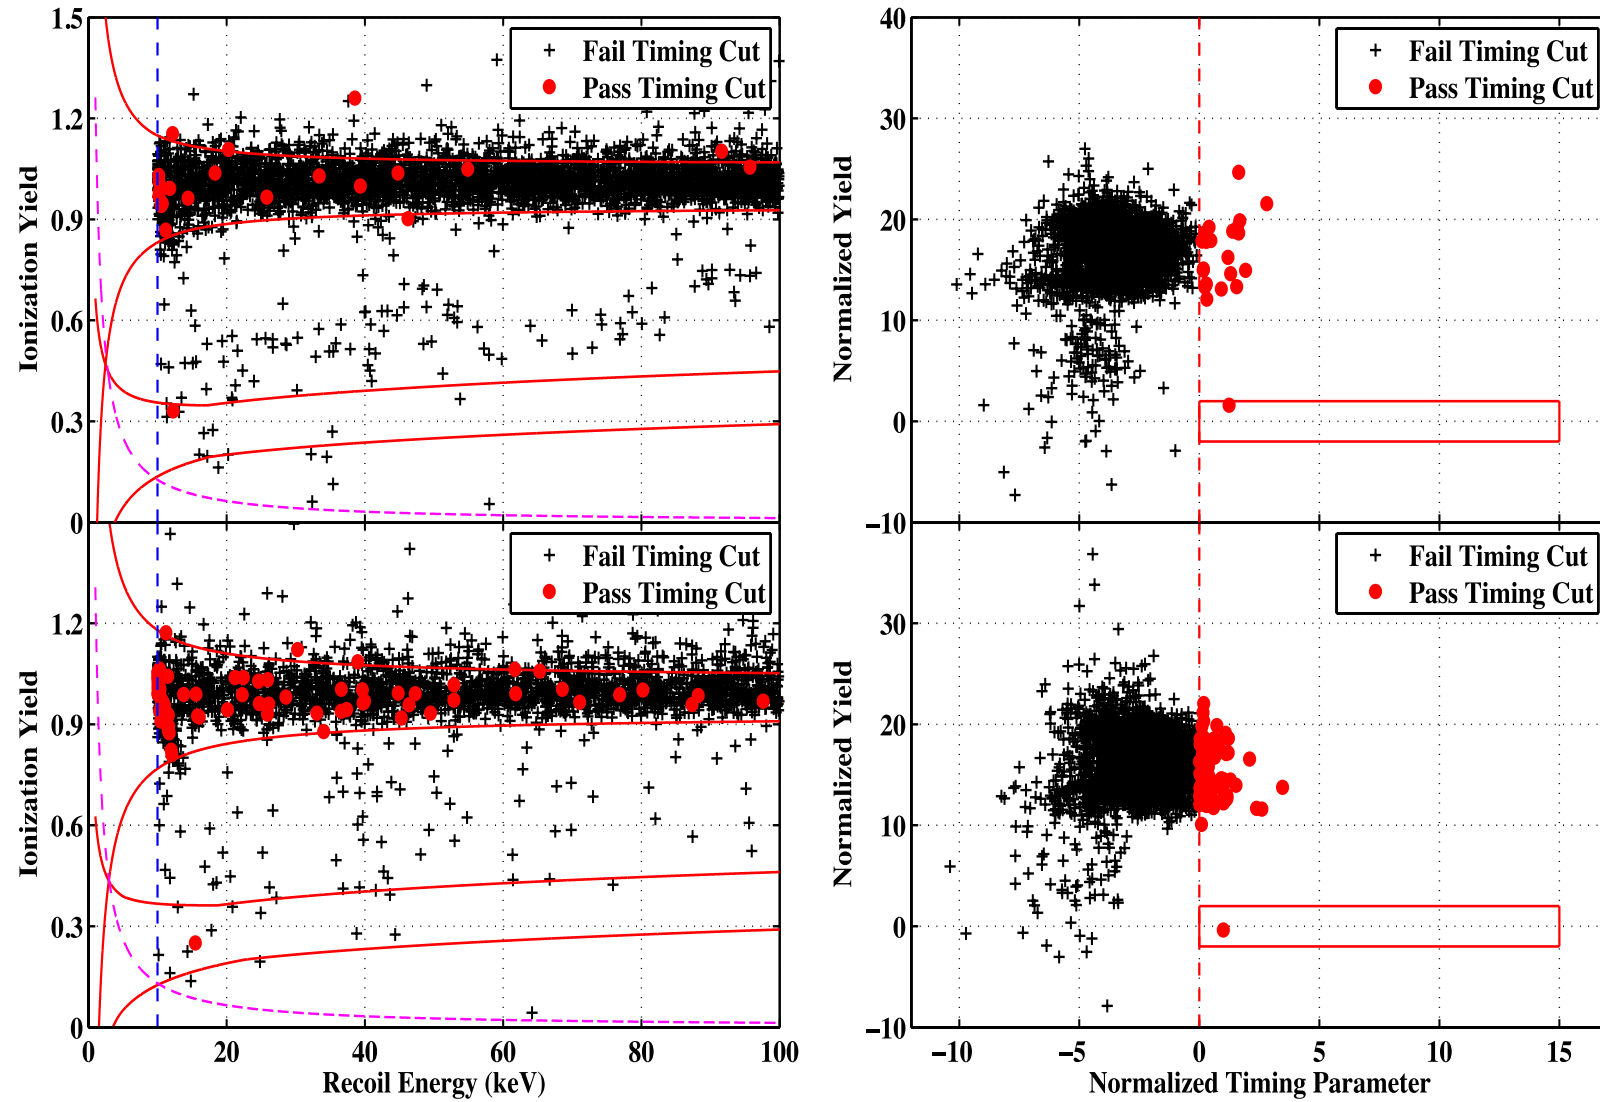 1.5
1.2
0.9
0.6
0.3
0
Ionization Yield
Fail Timing Cut
Pass Timing Cut
40
30
20
10
0
−10
Normalized Yield
Fail Timing Cut
Pass Timing Cut
1.2
0.9
0.6
0.3
0
Ionization Yield
Fail Timing Cut
Pass Timing Cut
0 20 40 60 80 100
Recoil Energy (keV)
30
20
10
0
−10
Normalized Yield
Fail Timing Cut
Pass Timing Cut
−10 −5 0 5 10 15
Normalized Timing Parameter